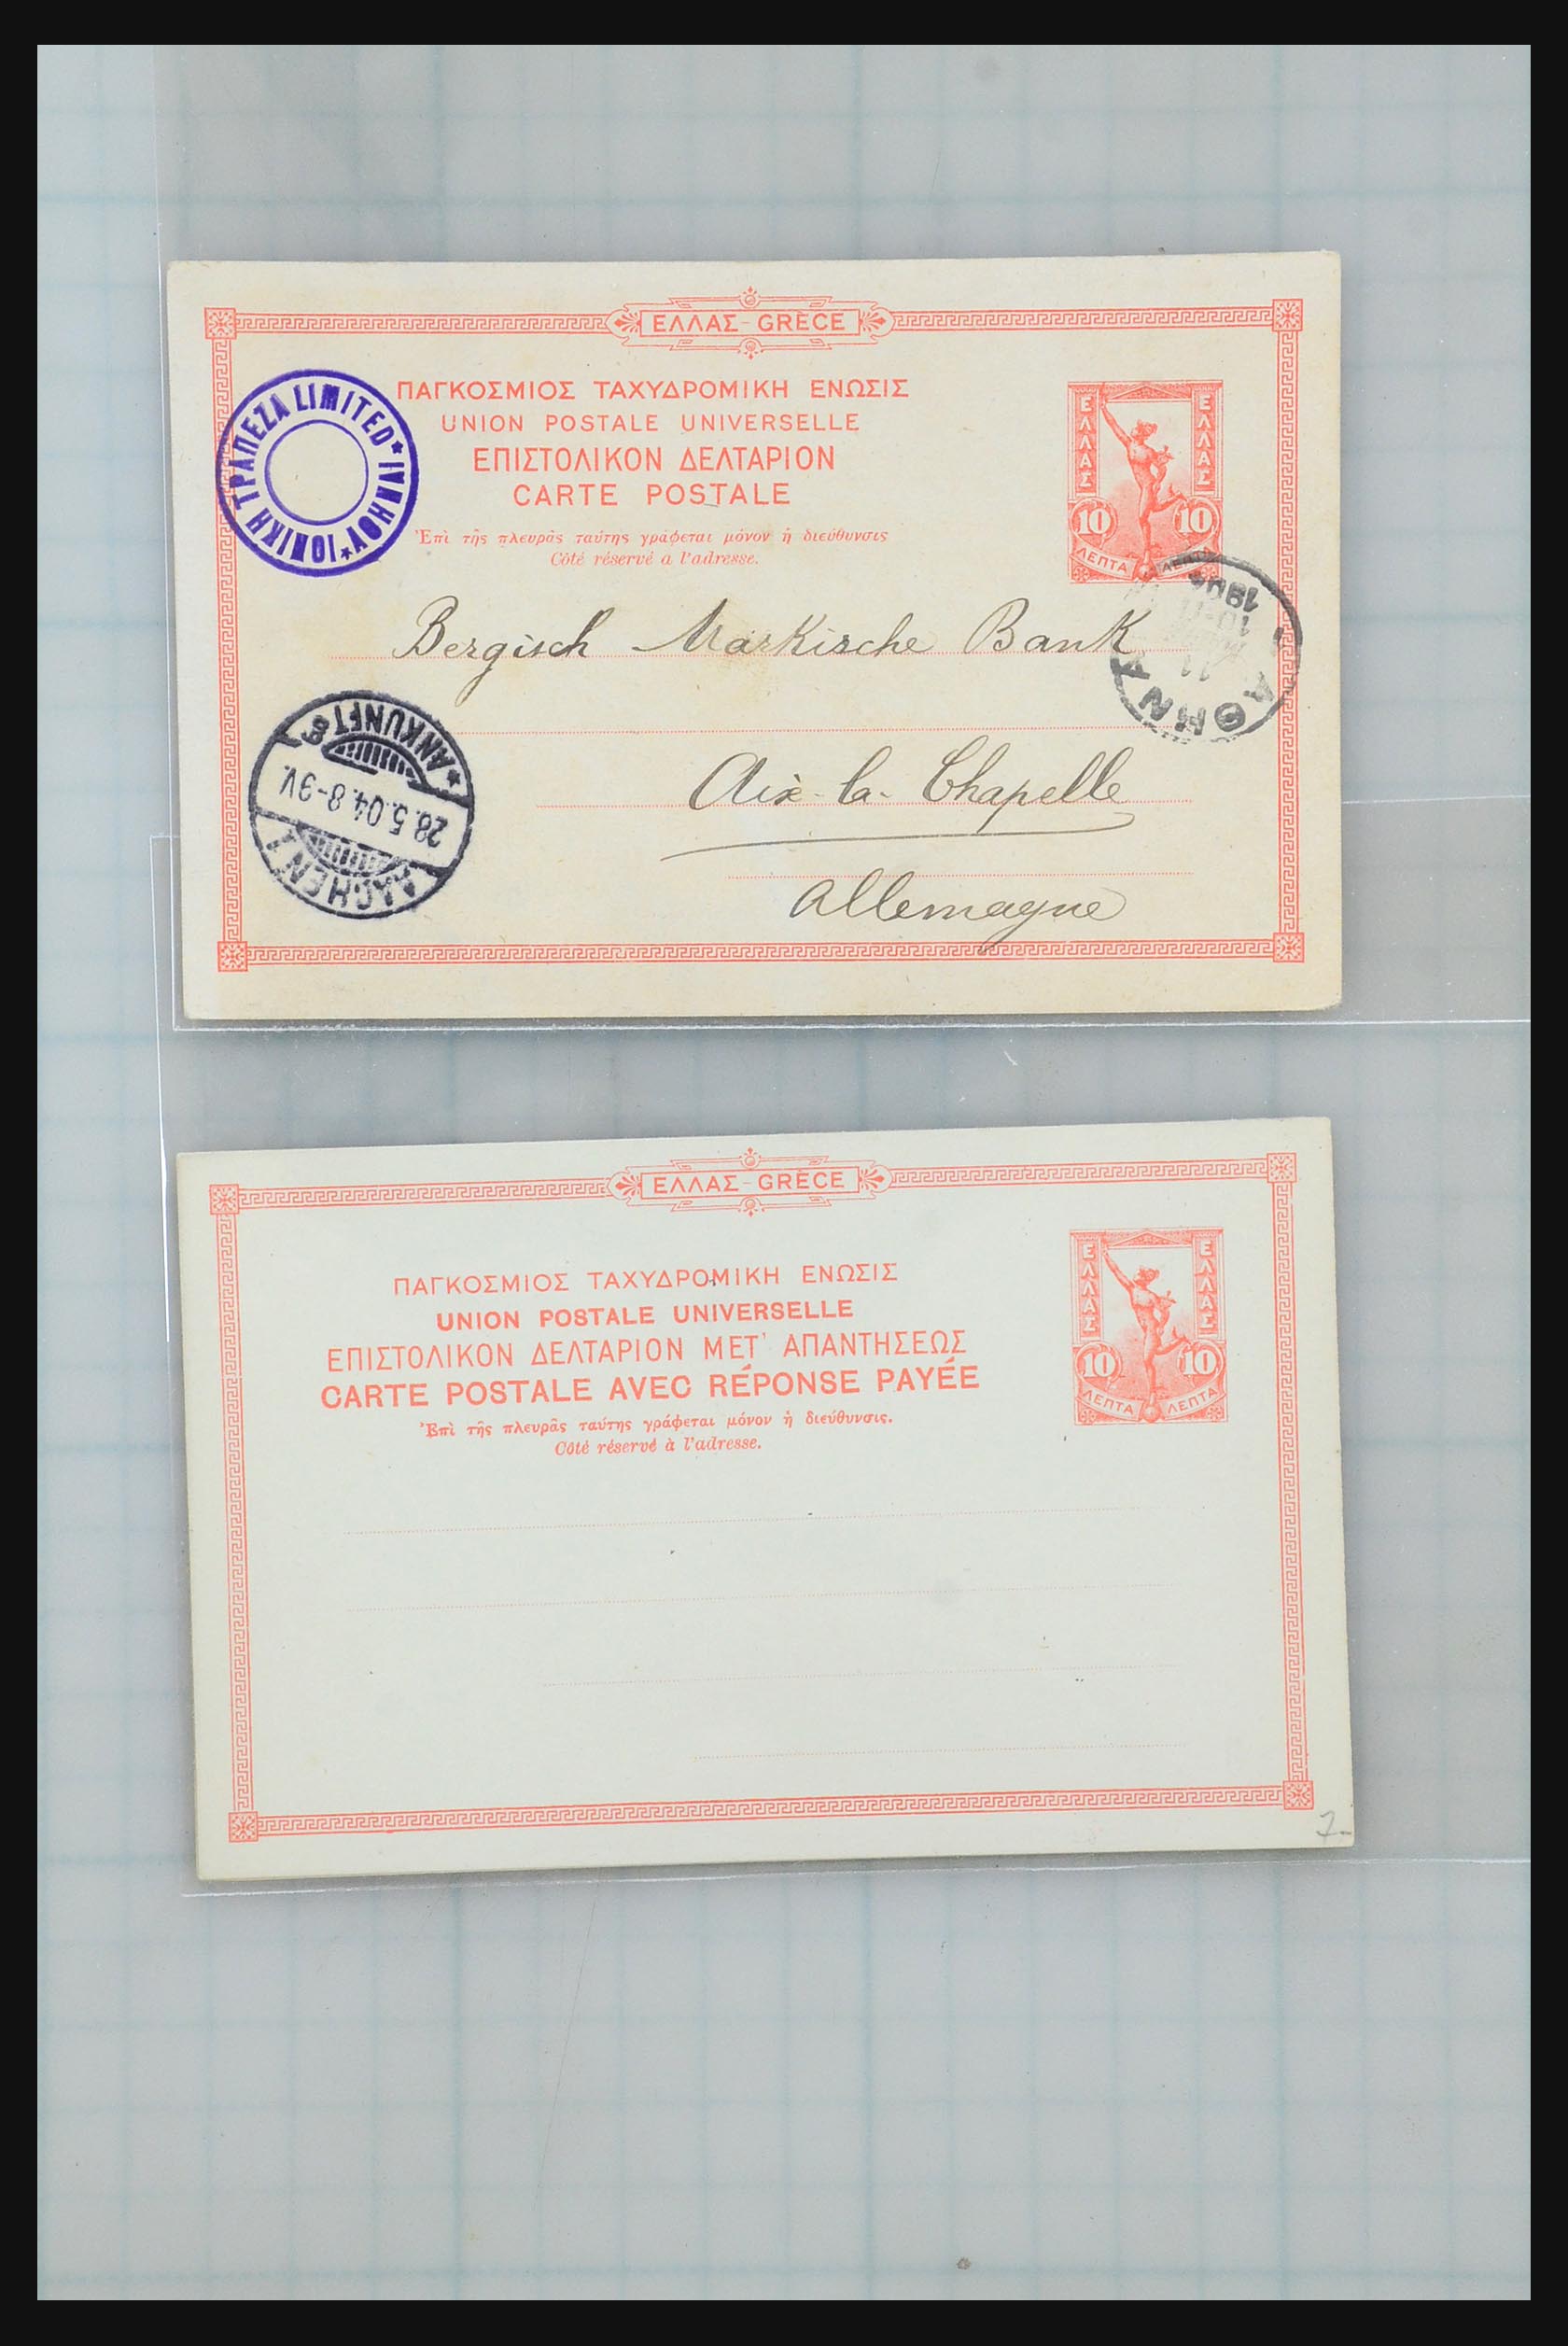 ΕΛΛΑΣ-GRÈCE
ΠΑΓΚΟΣΜΙΟΣ ΤΑΧΥΔΡΟΜΙΚΗ ΕΝΩΣΙΣ
UNION POSTALE UNIVERSELLE
ΕΠΙΣΤΟΛΙΚΟΝ ΔΕΛΤΑΡΙΟΝ
CARTE POSTALE
Ἐπὶ τῆς πλευρᾶς ταύτης γράφεται μόνον ἡ διεύθυνσις
Côté réservé a l'adresse.
ΙΟΝΙΚΗ ΤΡΑΠΕΖΑ LIMITED
ΕΛΛΑΣ ΕΛΛΑΣ
10 10
ΛΕΠΤΑ ΛΕΠΤΑ
ΑΘΗΝΑΙ
11
Bergisch Markische Bank
Aix-la-Chapelle
Allemagne
AACHEN 1
28.5.04.8-9V.
ANKUNFT
ΕΛΛΑΣ-GRÈCE
ΠΑΓΚΟΣΜΙΟΣ ΤΑΧΥΔΡΟΜΙΚΗ ΕΝΩΣΙΣ
UNION POSTALE UNIVERSELLE
ΕΠΙΣΤΟΛΙΚΟΝ ΔΕΛΤΑΡΙΟΝ ΜΕΤ' ΑΠΑΝΤΗΣΕΩΣ
CARTE POSTALE AVEC RÉPONSE PAYÉE
Ἐπὶ τῆς πλευρᾶς ταύτης γράφεται μόνον ἡ διεύθυνσις.
Côté réservé à l'adresse.
ΕΛΛΑΣ ΕΛΛΑΣ
10 10
ΛΕΠΤΑ ΛΕΠΤΑ
7-